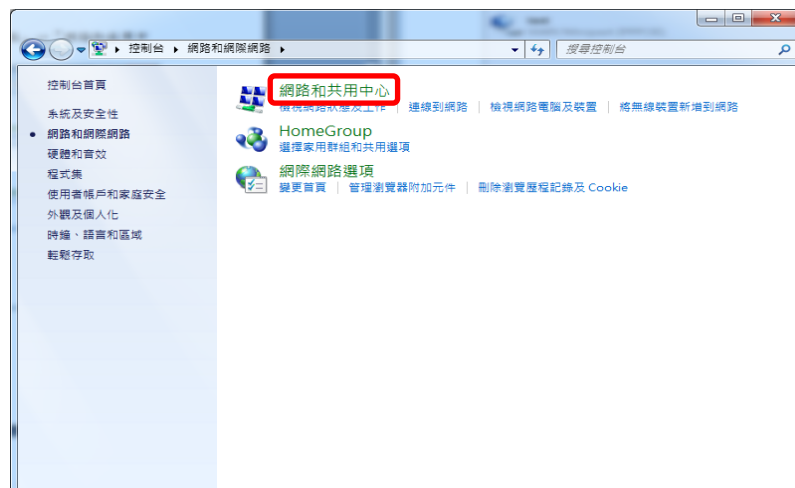 控制台 ▸ 網路和網際網路 ▸
搜尋控制台
控制台首頁
系統及安全性
網路和網際網路
硬體和音效
程式集
使用者帳戶和家庭安全
外觀及個人化
時鐘、語言和區域
輕鬆存取
網路和共用中心
檢視網路狀態及工作 | 連線到網路 | 檢視網路電腦及裝置 | 將無線裝置新增到網路
HomeGroup
選擇家用群組和共用選項
網際網路選項
變更首頁 | 管理瀏覽器附加元件 | 刪除瀏覽歷程記錄及 Cookie